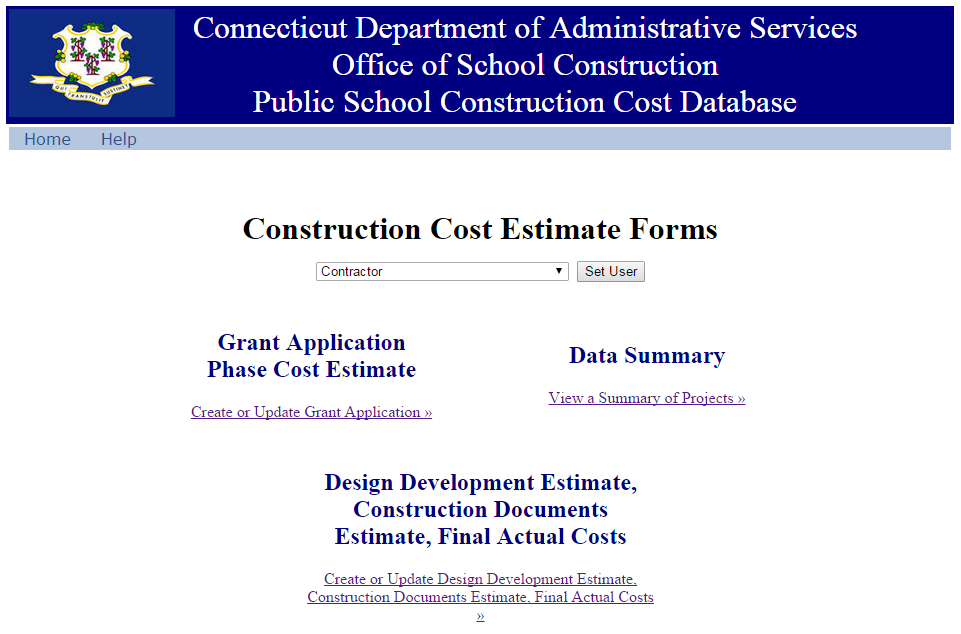 Connecticut Department of Administrative Services
Office of School Construction
Public School Construction Cost Database
QUI TRANSTULIT SUSTINET
Home Help
Construction Cost Estimate Forms
Contractor Set User
Grant Application
Phase Cost Estimate
Create or Update Grant Application »
Data Summary
View a Summary of Projects »
Design Development Estimate,
Construction Documents
Estimate, Final Actual Costs
Create or Update Design Development Estimate,
Construction Documents Estimate, Final Actual Costs
»